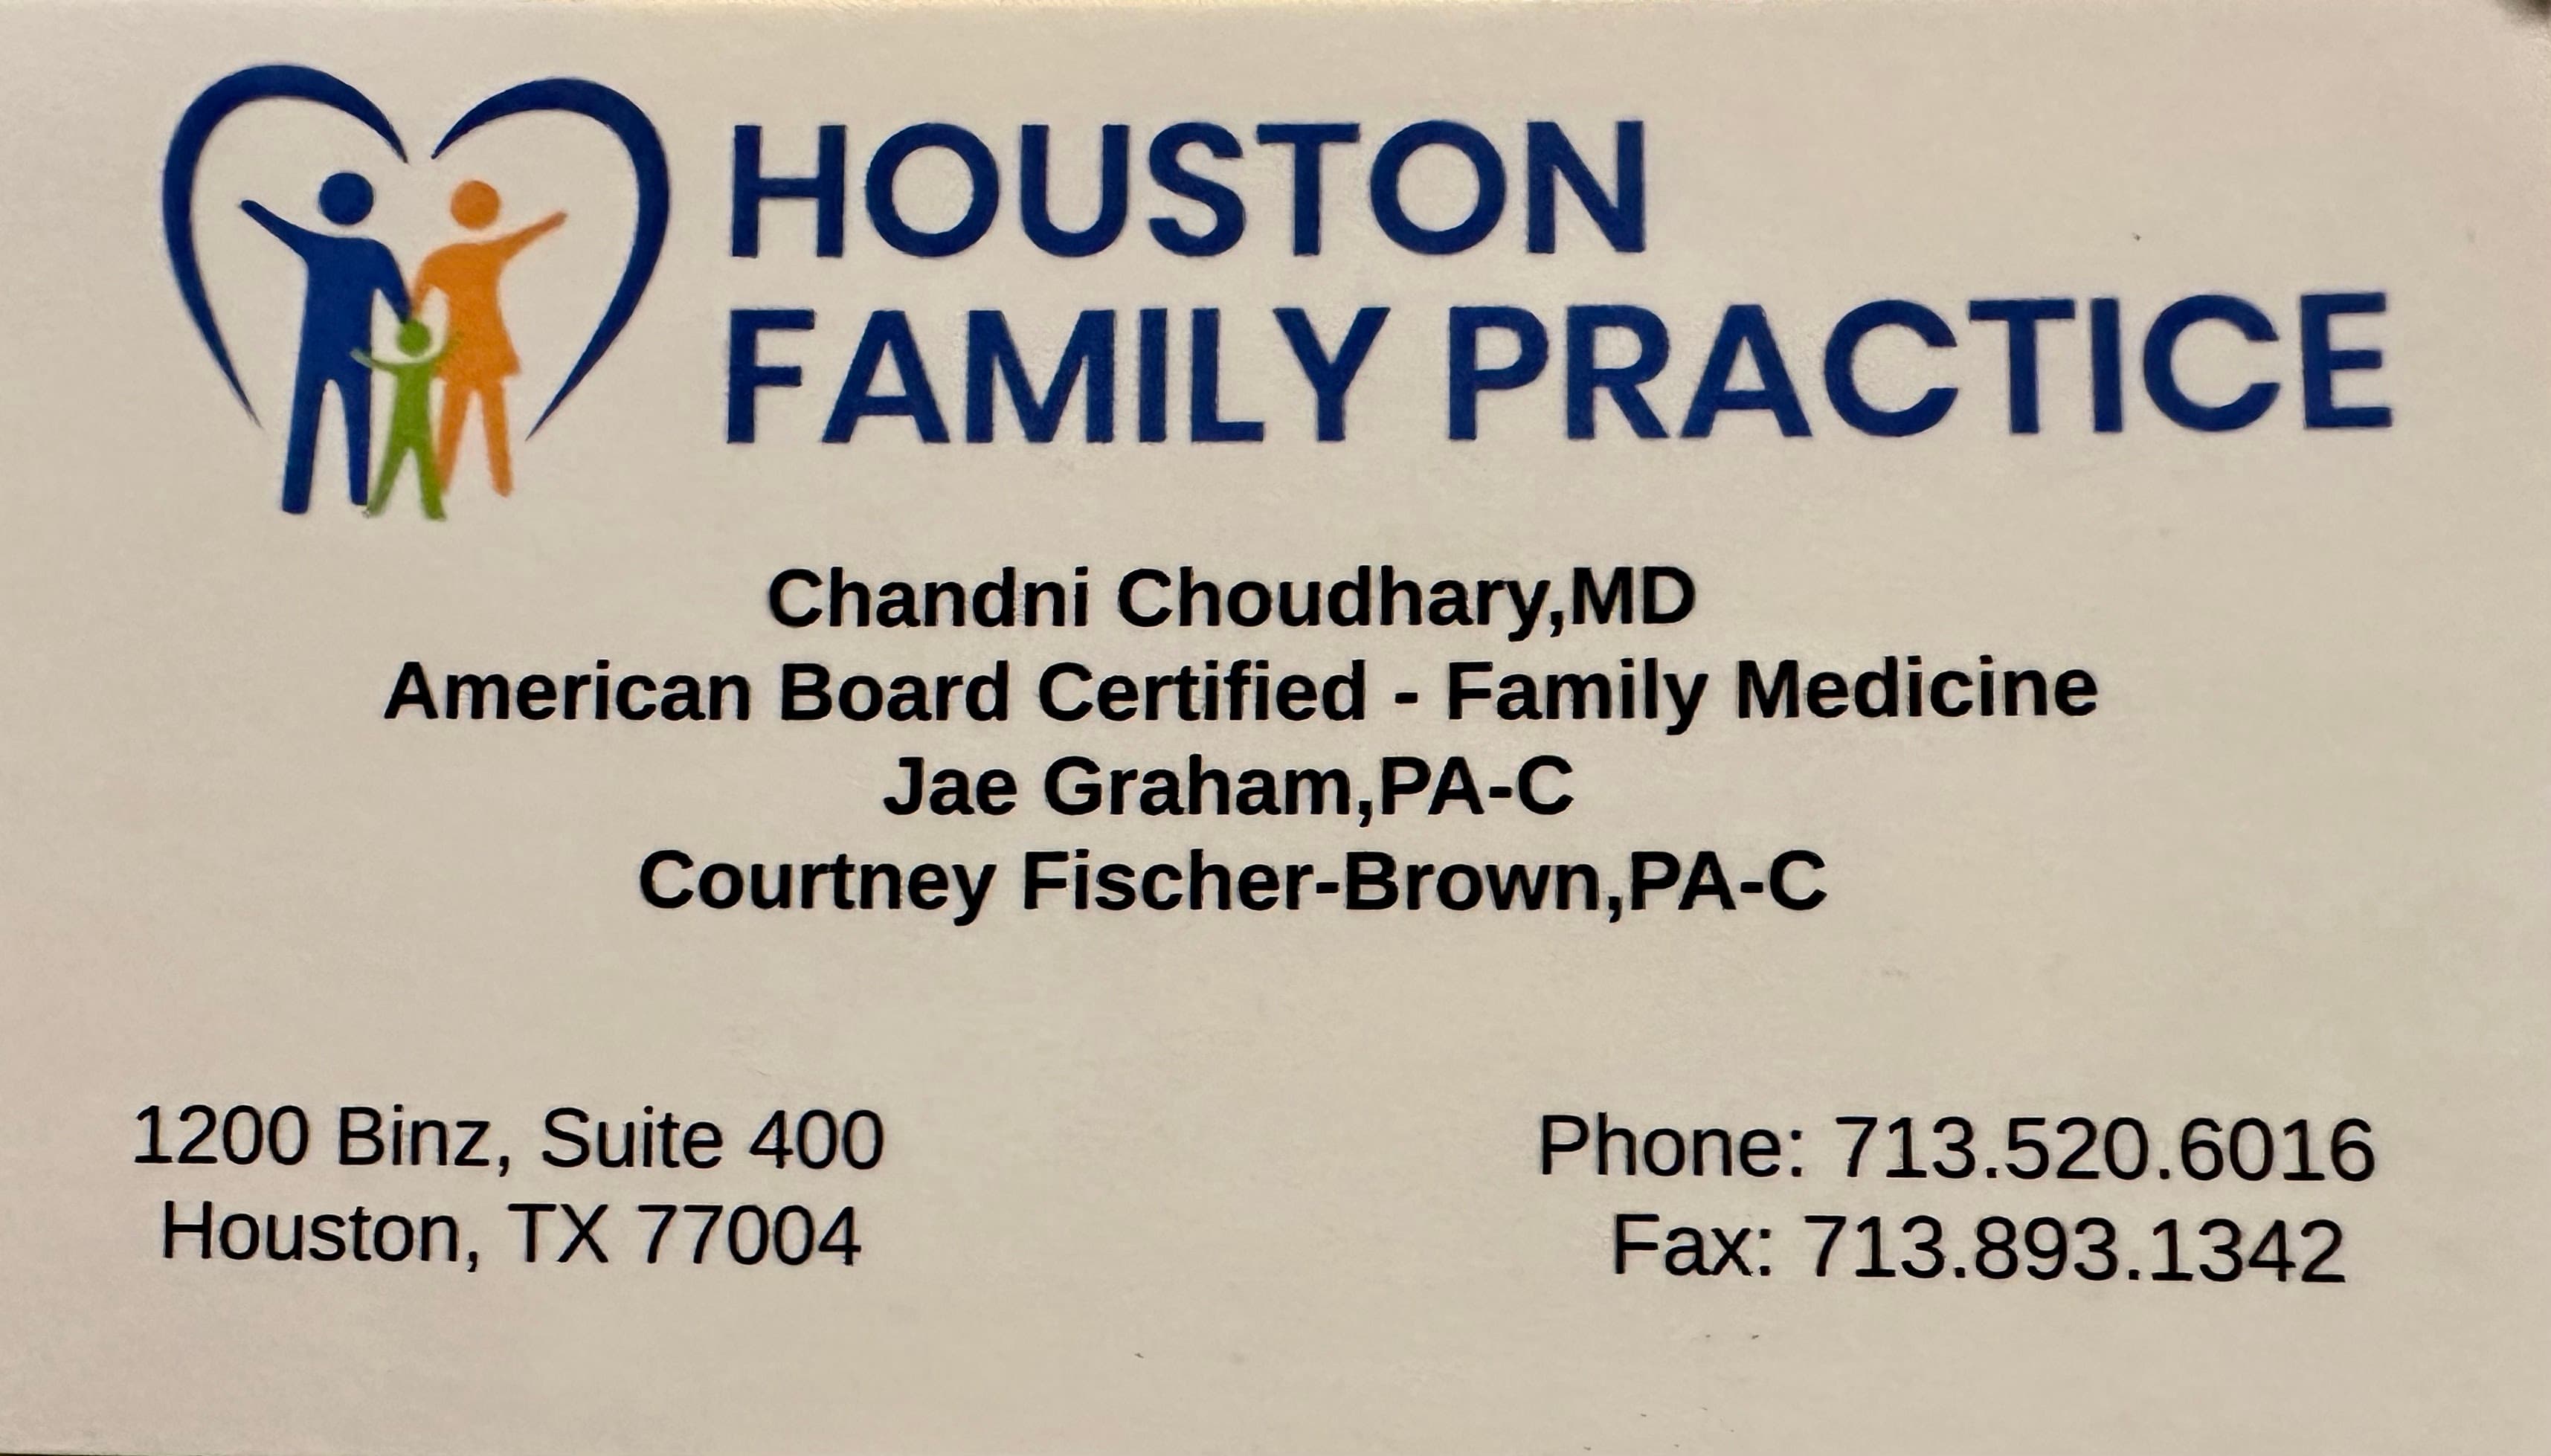 HOUSTON
FAMILY PRACTICE
Chandni Choudhary,MD
American Board Certified - Family Medicine
Jae Graham,PA-C
Courtney Fischer-Brown,PA-C
1200 Binz, Suite 400
Houston, TX 77004
Phone: 713.520.6016
Fax: 713.893.1342